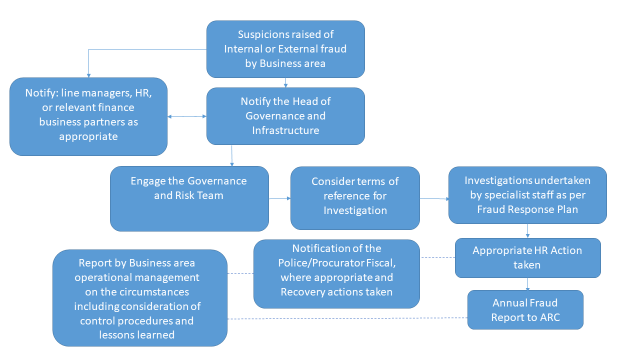 Suspicions raised of
Internal or External fraud
by Business area
Notify: line managers, HR,
or relevant finance
business partners as
appropriate
Notify the Head of
Governance and
Infrastructure
Engage the Governance
and Risk Team
Consider terms of
reference for
Investigation
Investigations undertaken
by specialist staff as per
Fraud Response Plan
Appropriate HR Action
taken
Notification of the
Police/Procurator Fiscal,
where appropriate and
Recovery actions taken
Report by Business area
operational management
on the circumstances
including consideration of
control procedures and
lessons learned
Annual Fraud
Report to ARC